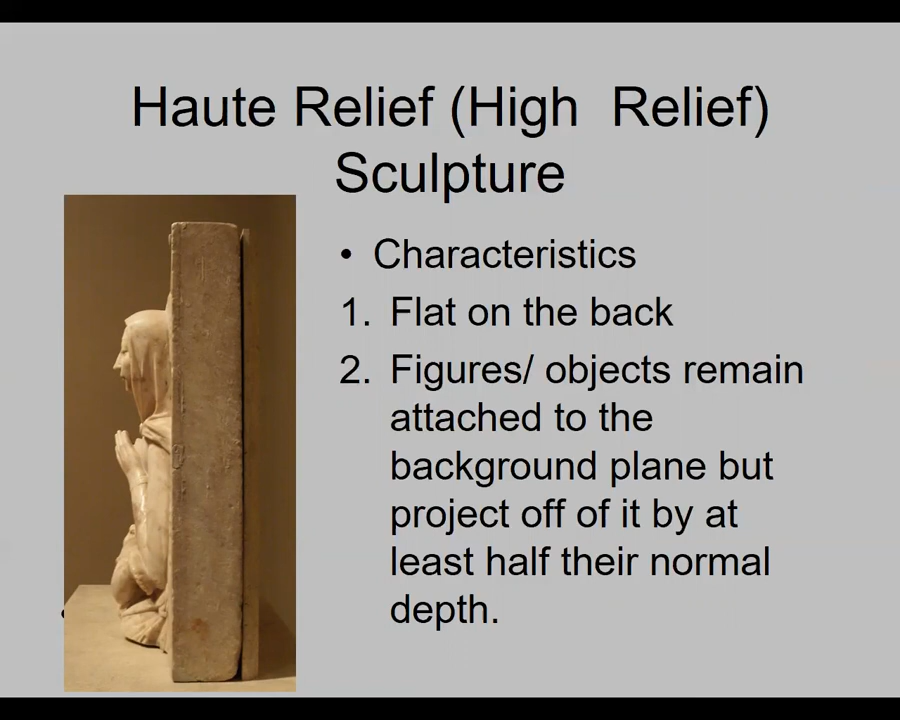 Haute Relief (High  Relief)
Sculpture
• Characteristics
1. Flat on the back
2. Figures/ objects remain
attached to the
background plane but
project off of it by at
least half their normal
depth.